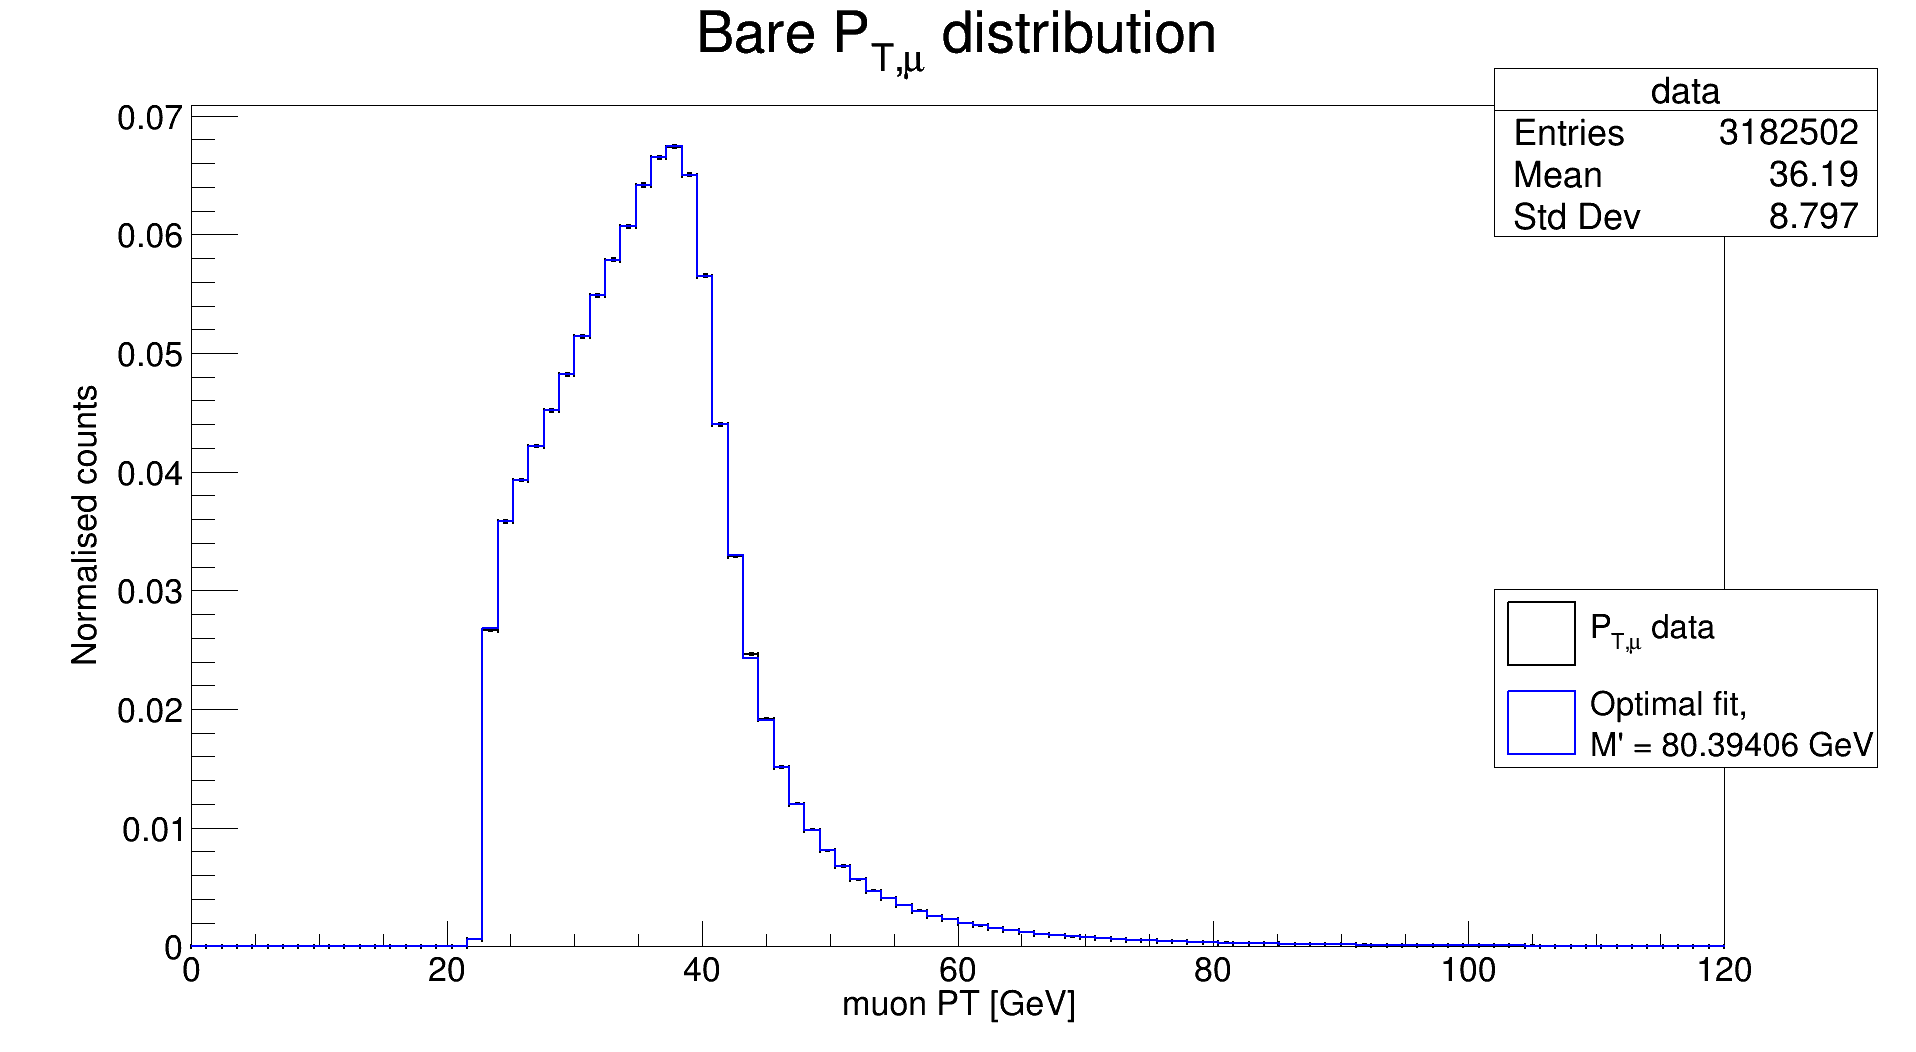 Bare P_T,μ distribution
data
Entries 3182502
Mean 36.19
Std Dev 8.797
0.07
0.06
0.05
0.04
0.03
0.02
0.01
0
Normalised counts
P_T,μ data
Optimal fit,
M' = 80.39406 GeV
0 20 40 60 80 100 120
muon PT [GeV]